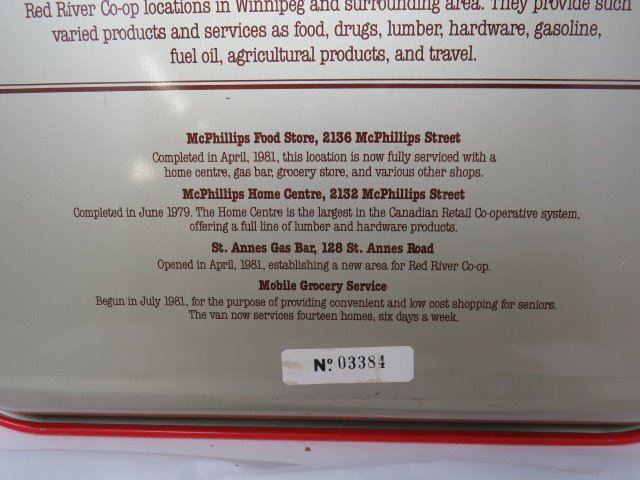 Red River Co-op locations in Winnipeg and surrounding area. They provide such
varied products and services as food, drugs, lumber, hardware, gasoline,
fuel oil, agricultural products, and travel.
McPhillips Food Store, 2136 McPhillips Street
Completed in April, 1981, this location is now fully serviced with a
home centre, gas bar, grocery store, and various other shops.
McPhillips Home Centre, 2132 McPhillips Street
Completed in June 1979. The Home Centre is the largest in the Canadian Retail Co-operative system,
offering a full line of lumber and hardware products.
St. Annes Gas Bar, 128 St. Annes Road
Opened in April, 1981, establishing a new area for Red River Co-op.
Mobile Grocery Service
Begun in July 1981, for the purpose of providing convenient and low cost shopping for seniors.
The van now services fourteen homes, six days a week.
No. 03384